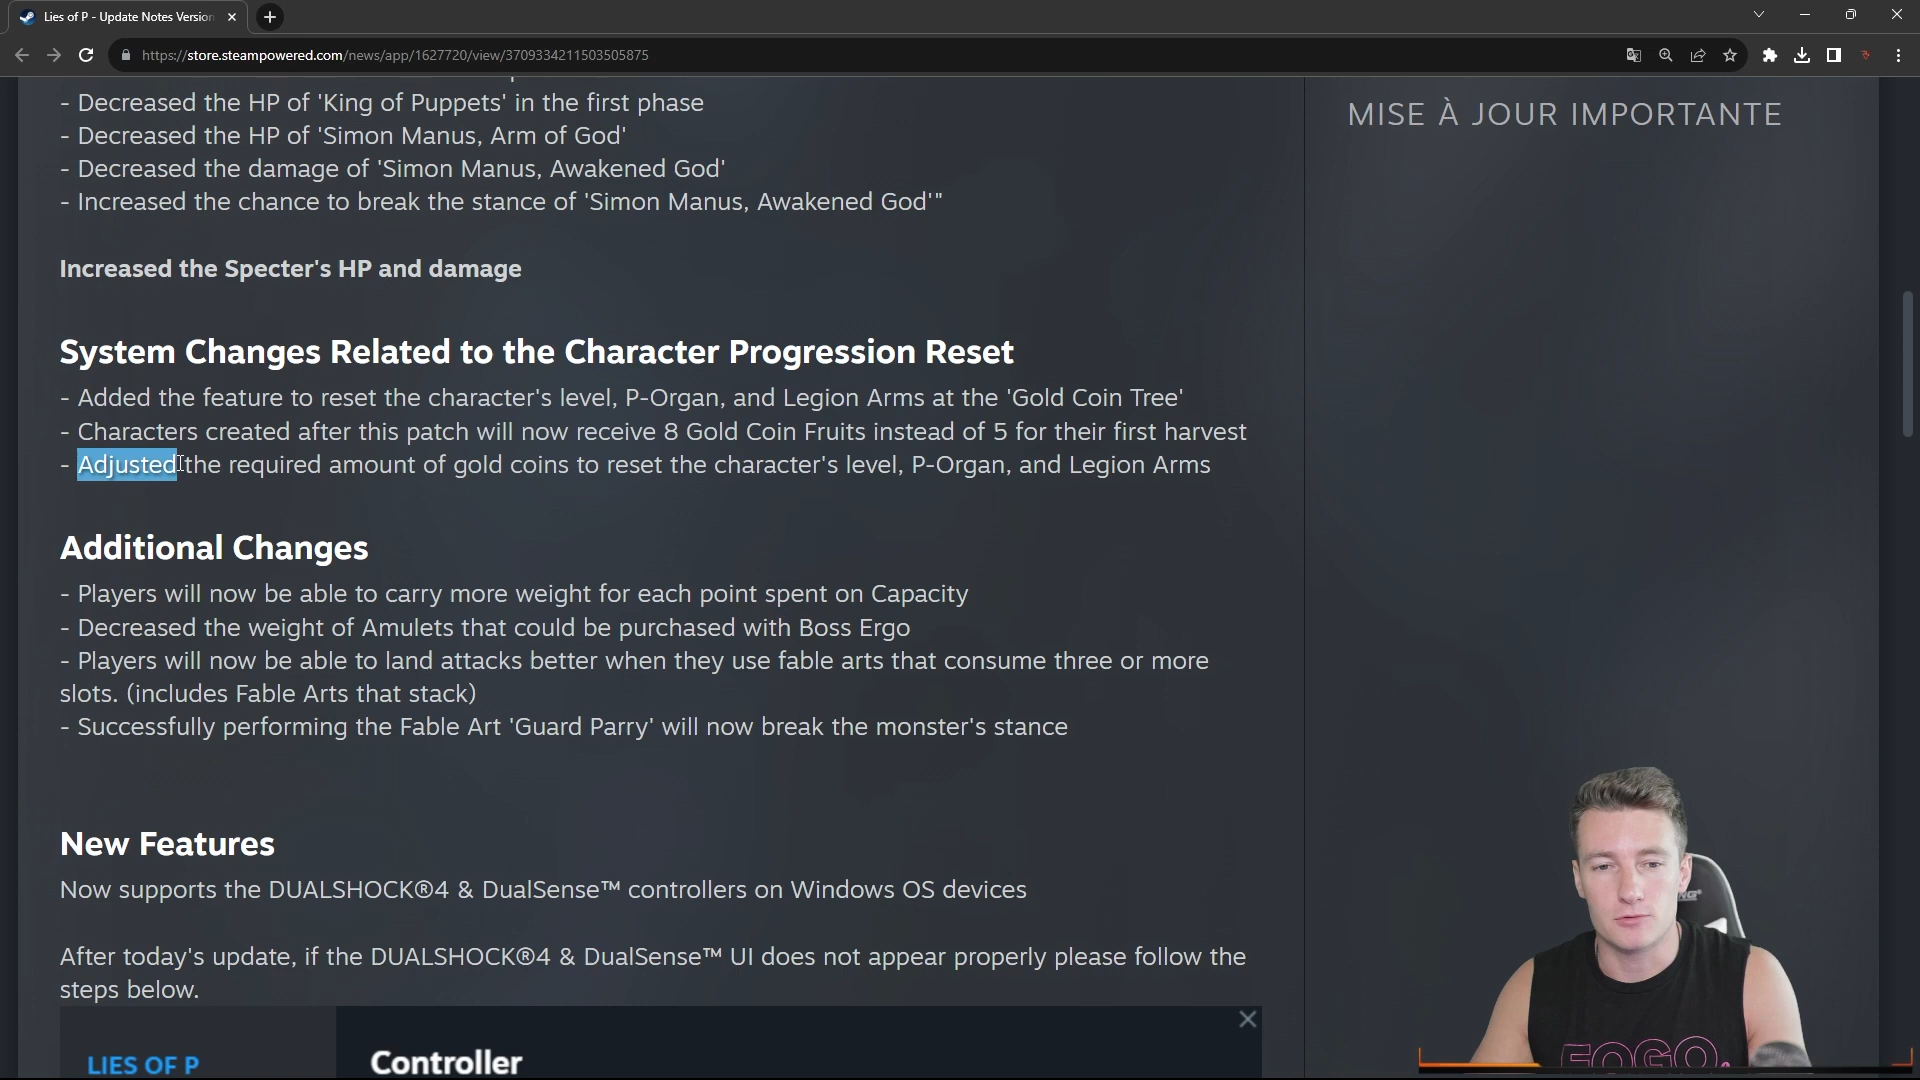 Lies of P - Update Notes Version
https://store.steampowered.com/news/app/1627720/view/3709334211503505875
- Decreased the HP of 'King of Puppets' in the first phase
- Decreased the HP of 'Simon Manus, Arm of God'
- Decreased the damage of 'Simon Manus, Awakened God'
- Increased the chance to break the stance of 'Simon Manus, Awakened God'"
MISE À JOUR IMPORTANTE
Increased the Specter's HP and damage
System Changes Related to the Character Progression Reset
- Added the feature to reset the character's level, P-Organ, and Legion Arms at the 'Gold Coin Tree'
- Characters created after this patch will now receive 8 Gold Coin Fruits instead of 5 for their first harvest
- Adjusted the required amount of gold coins to reset the character's level, P-Organ, and Legion Arms
Additional Changes
- Players will now be able to carry more weight for each point spent on Capacity
- Decreased the weight of Amulets that could be purchased with Boss Ergo
- Players will now be able to land attacks better when they use fable arts that consume three or more
slots. (includes Fable Arts that stack)
- Successfully performing the Fable Art 'Guard Parry' will now break the monster's stance
New Features
Now supports the DUALSHOCK®4 & DualSense™ controllers on Windows OS devices
After today's update, if the DUALSHOCK®4 & DualSense™ UI does not appear properly please follow the
steps below.
LIES OF P
Controller